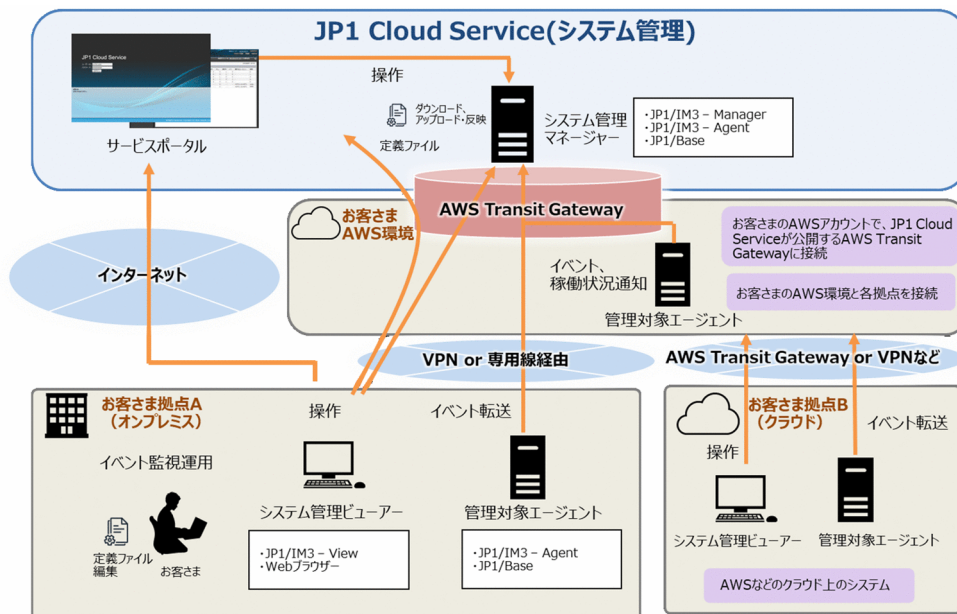 JP1 Cloud Service(システム管理)
JP1 Cloud Service
操作
サービスポータル
ダウンロード、
アップロード・反映
定義ファイル
システム管理
マネージャー
・JP1/IM3 – Manager
・JP1/IM3 – Agent
・JP1/Base
AWS Transit Gateway
お客さま
AWS環境
お客さまのAWSアカウントで、JP1 Cloud
Serviceが公開するAWS Transit
Gatewayに接続
イベント、
稼働状況通知
お客さまのAWS環境と各拠点を接続
管理対象エージェント
インターネット
VPN or 専用線経由
AWS Transit Gateway or VPNなど
お客さま拠点A
(オンプレミス)
操作
イベント転送
イベント監視運用
定義ファイル
編集
お客さま
システム管理ビューアー
・JP1/IM3 – View
・Webブラウザー
管理対象エージェント
・JP1/IM3 – Agent
・JP1/Base
お客さま拠点B
(クラウド)
操作
イベント転送
システム管理ビューアー
管理対象エージェント
AWSなどのクラウド上のシステム